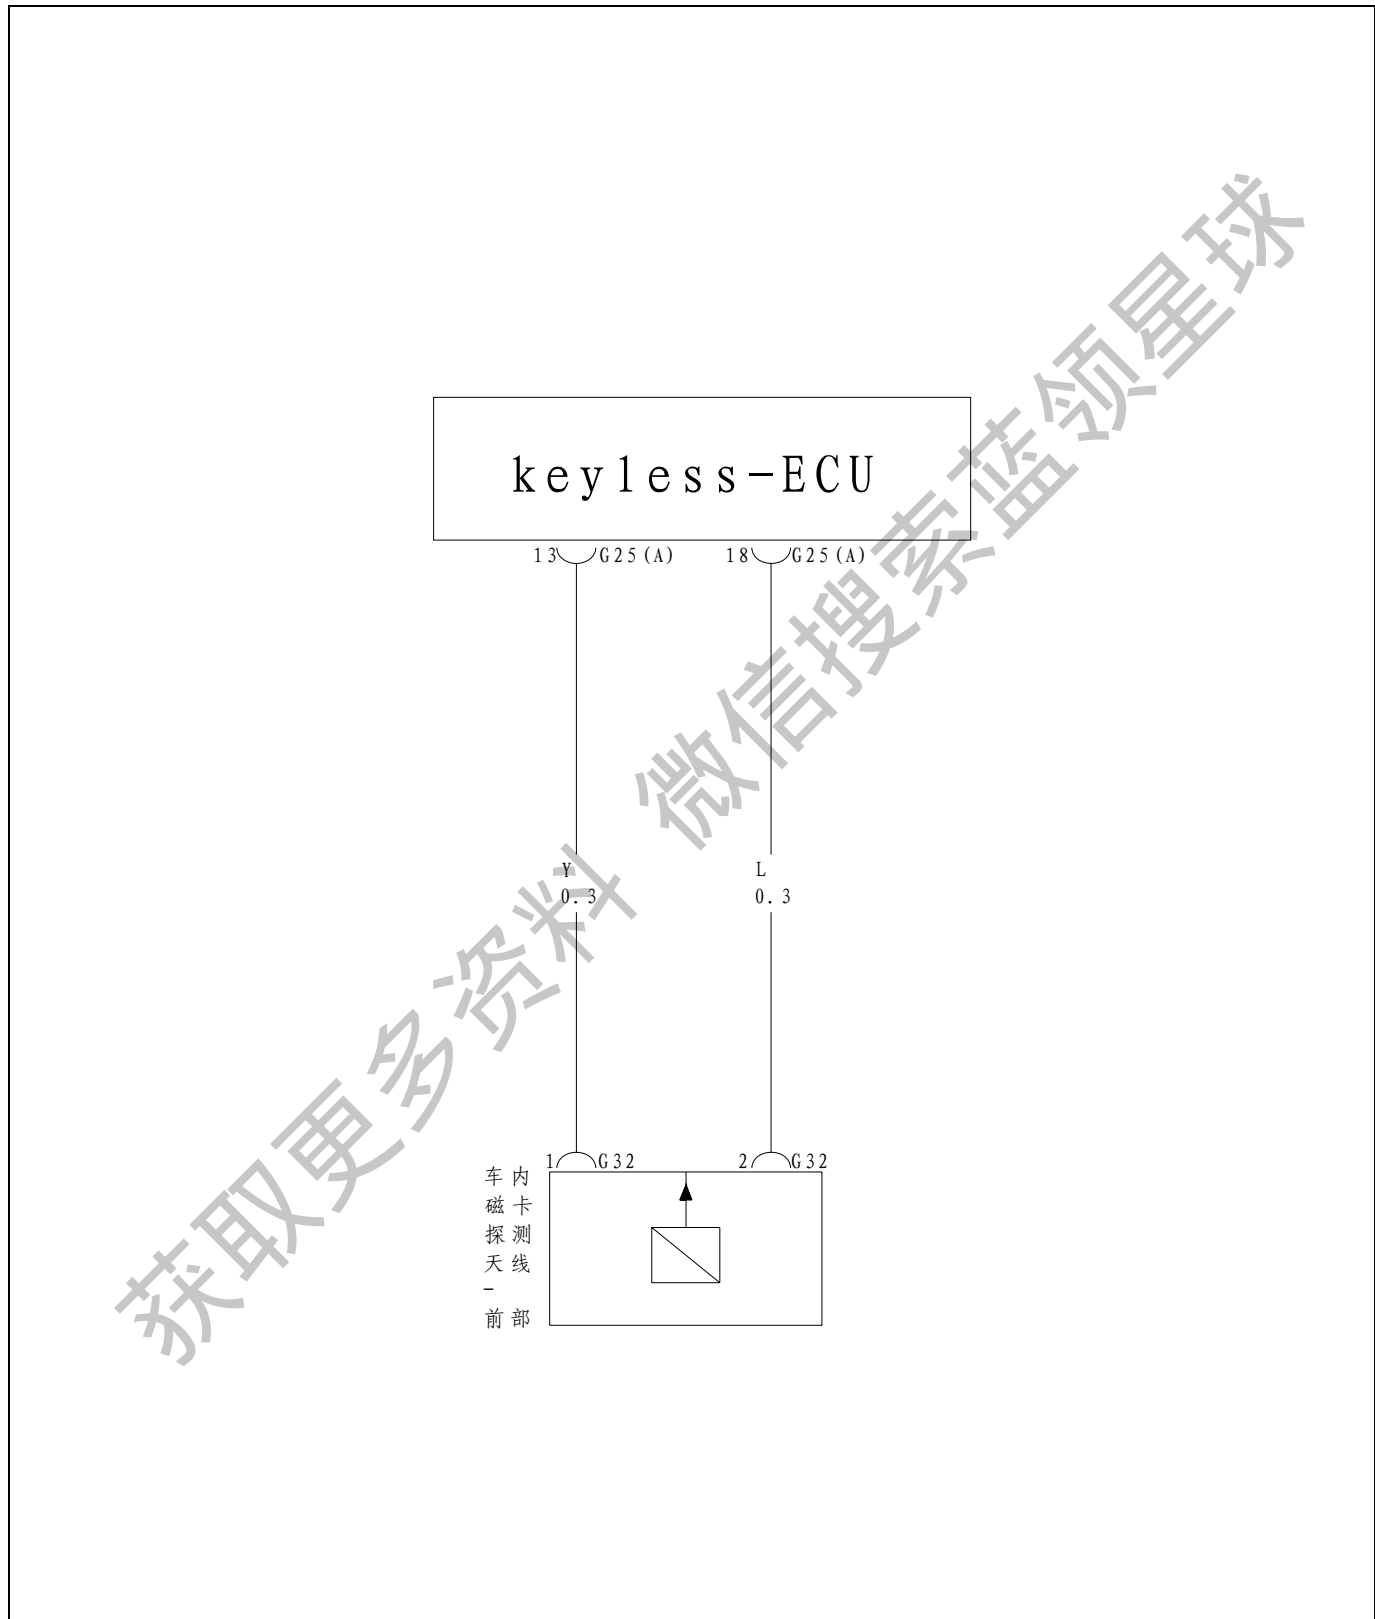 keyless-ECU
13 G25(A) 18 G25(A)
Y L
0.3 0.3
1 G32 2 G32
车内
磁卡
探测
天线
-
前部
获取更多资料 微信搜索蓝领星球